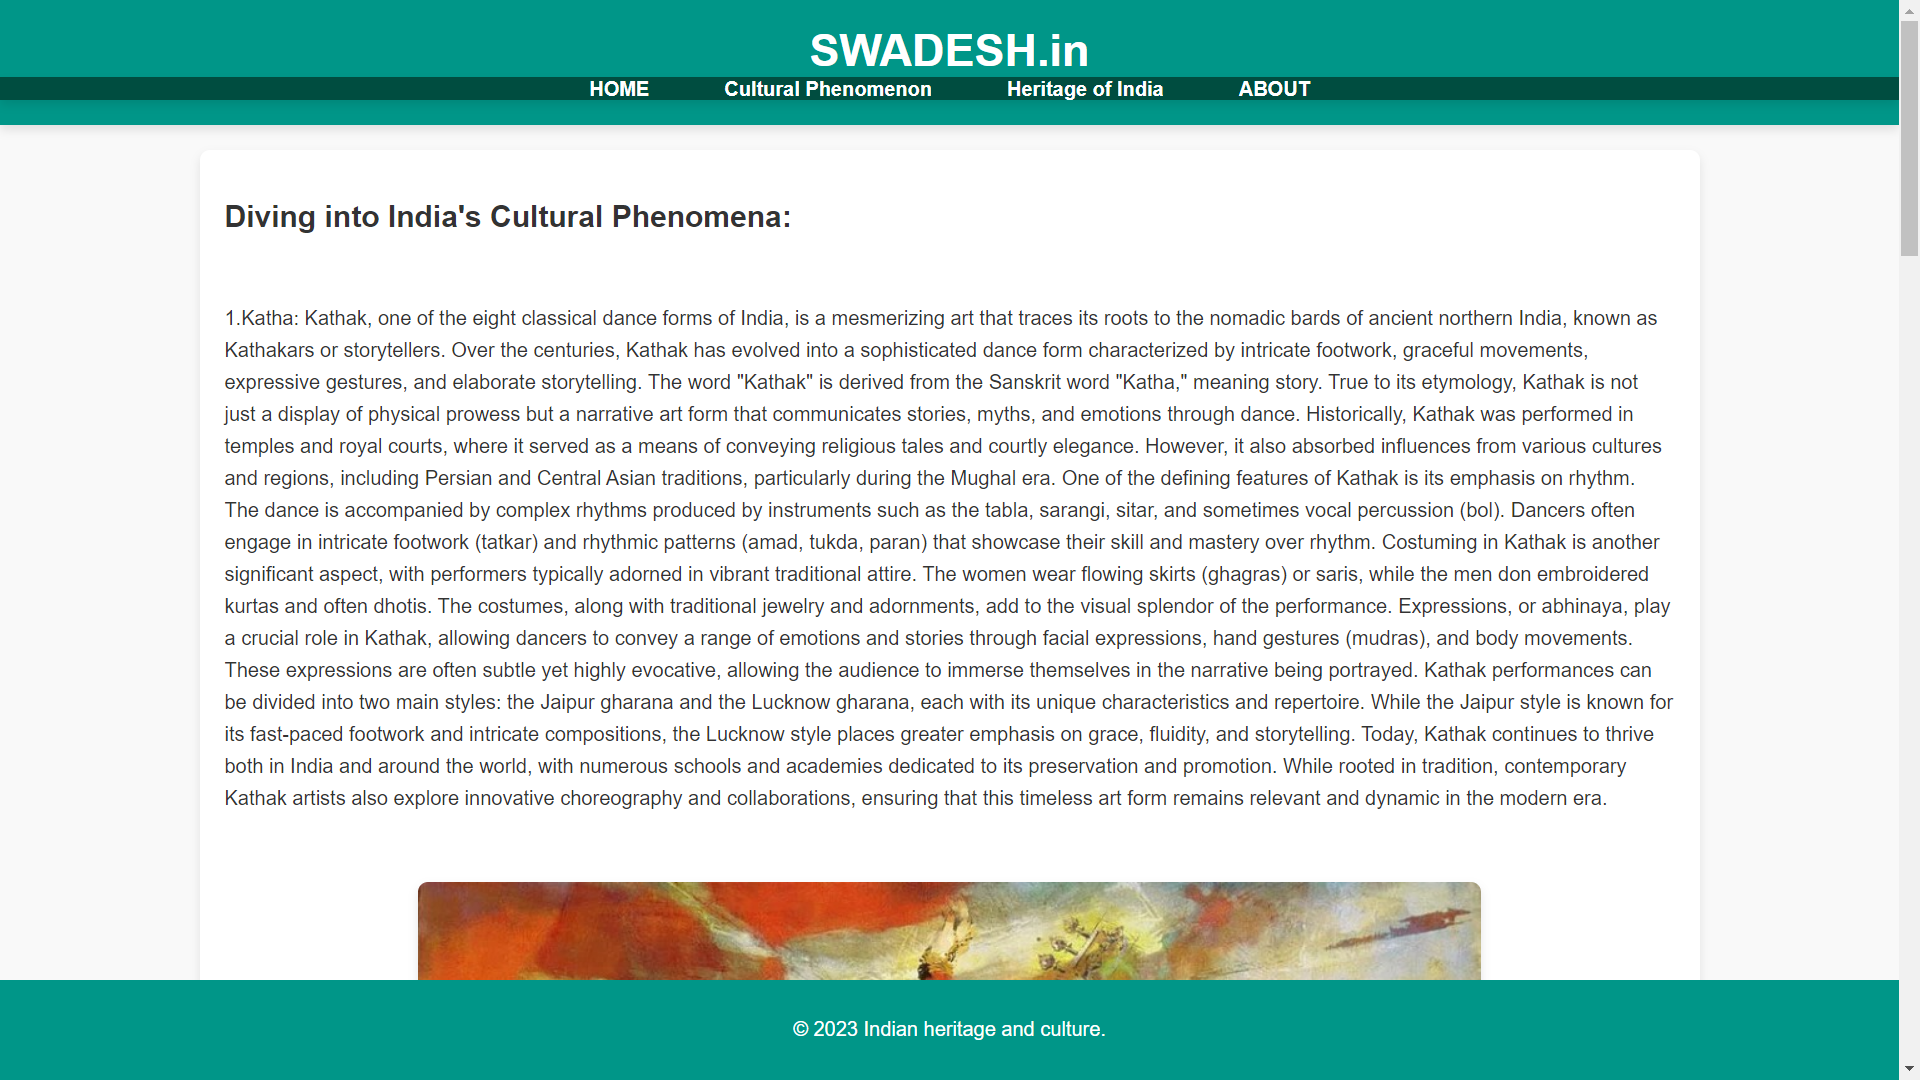 SWADESH.in
HOME Cultural Phenomenon Heritage of India ABOUT
Diving into India's Cultural Phenomena:
1.Katha: Kathak, one of the eight classical dance forms of India, is a mesmerizing art that traces its roots to the nomadic bards of ancient northern India, known as
Kathakars or storytellers. Over the centuries, Kathak has evolved into a sophisticated dance form characterized by intricate footwork, graceful movements,
expressive gestures, and elaborate storytelling. The word "Kathak" is derived from the Sanskrit word "Katha," meaning story. True to its etymology, Kathak is not
just a display of physical prowess but a narrative art form that communicates stories, myths, and emotions through dance. Historically, Kathak was performed in
temples and royal courts, where it served as a means of conveying religious tales and courtly elegance. However, it also absorbed influences from various cultures
and regions, including Persian and Central Asian traditions, particularly during the Mughal era. One of the defining features of Kathak is its emphasis on rhythm.
The dance is accompanied by complex rhythms produced by instruments such as the tabla, sarangi, sitar, and sometimes vocal percussion (bol). Dancers often
engage in intricate footwork (tatkar) and rhythmic patterns (amad, tukda, paran) that showcase their skill and mastery over rhythm. Costuming in Kathak is another
significant aspect, with performers typically adorned in vibrant traditional attire. The women wear flowing skirts (ghagras) or saris, while the men don embroidered
kurtas and often dhotis. The costumes, along with traditional jewelry and adornments, add to the visual splendor of the performance. Expressions, or abhinaya, play
a crucial role in Kathak, allowing dancers to convey a range of emotions and stories through facial expressions, hand gestures (mudras), and body movements.
These expressions are often subtle yet highly evocative, allowing the audience to immerse themselves in the narrative being portrayed. Kathak performances can
be divided into two main styles: the Jaipur gharana and the Lucknow gharana, each with its unique characteristics and repertoire. While the Jaipur style is known for
its fast-paced footwork and intricate compositions, the Lucknow style places greater emphasis on grace, fluidity, and storytelling. Today, Kathak continues to thrive
both in India and around the world, with numerous schools and academies dedicated to its preservation and promotion. While rooted in tradition, contemporary
Kathak artists also explore innovative choreography and collaborations, ensuring that this timeless art form remains relevant and dynamic in the modern era.
© 2023 Indian heritage and culture.